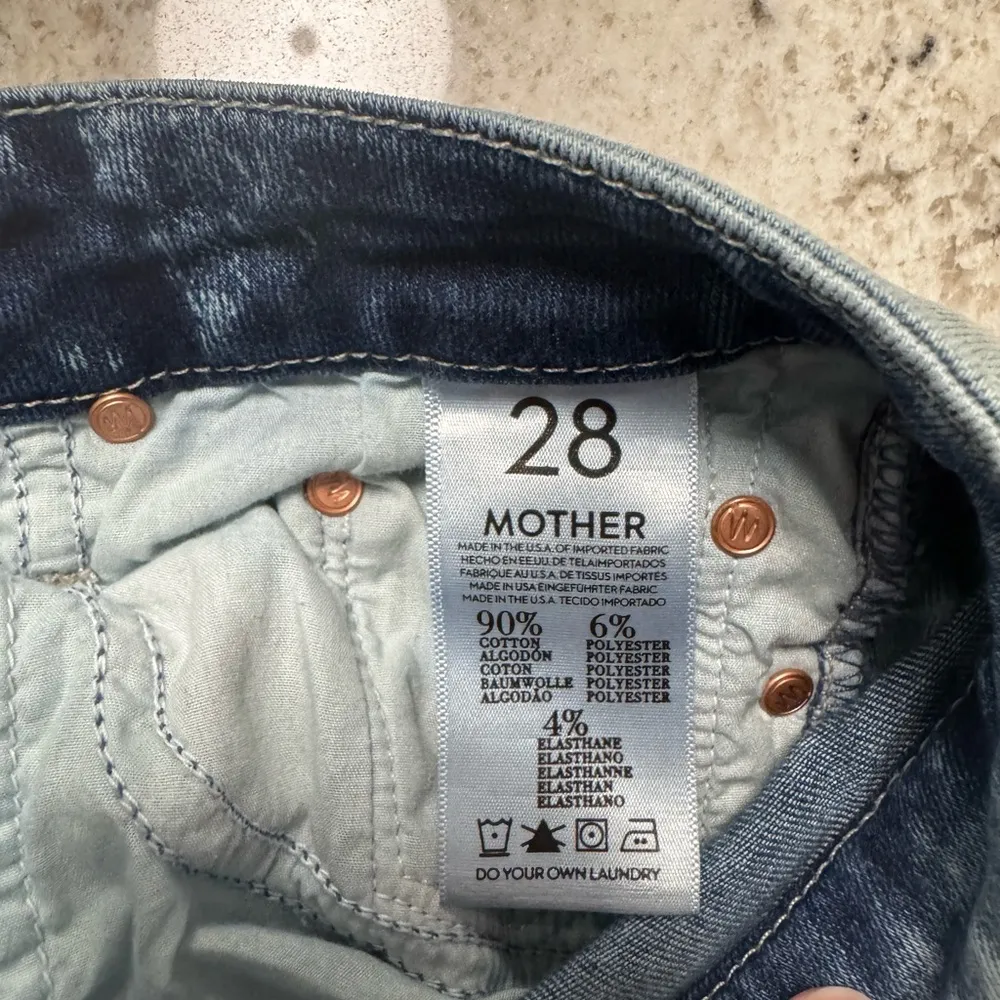 28
MOTHER
MADE IN THE U.S.A. OF IMPORTED FABRIC
HECHO EN EE.UU. DE TELA IMPORTADOS
FABRIQUE AU U.S.A. DE TISSUS IMPORTES
MADE IN USA EINGEFÜHRTER FABRIC
MADE IN THE U.S.A. TECIDO IMPORTADO
90% 6%
COTTON POLYESTER
ALGODÓN POLYESTER
COTON POLYESTER
BAUMWOLLE POLYESTER
ALGODÃO POLYESTER
4%
ELASTHANE
ELASTHANO
ELASTHANNE
ELASTHAN
ELASTHANO
DO YOUR OWN LAUNDRY